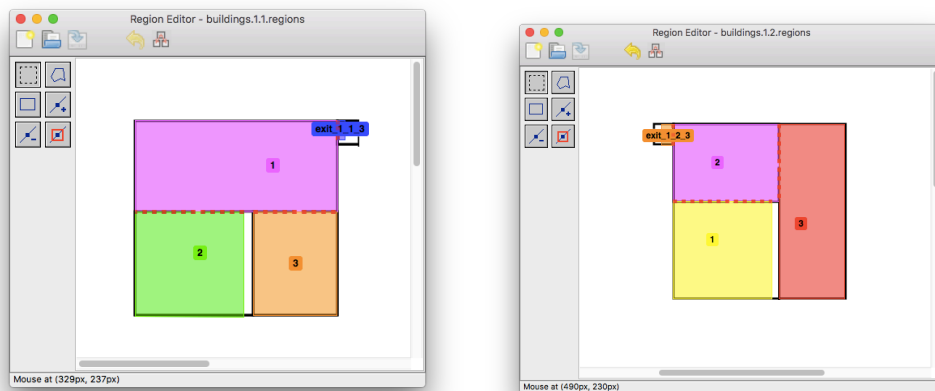 Region Editor - buildings.1.1.regions
exit_1_1_3
1
2
3
Mouse at (329px, 237px)
Region Editor - buildings.1.2.regions
exit_1_2_3
2
1
3
Mouse at (490px, 230px)